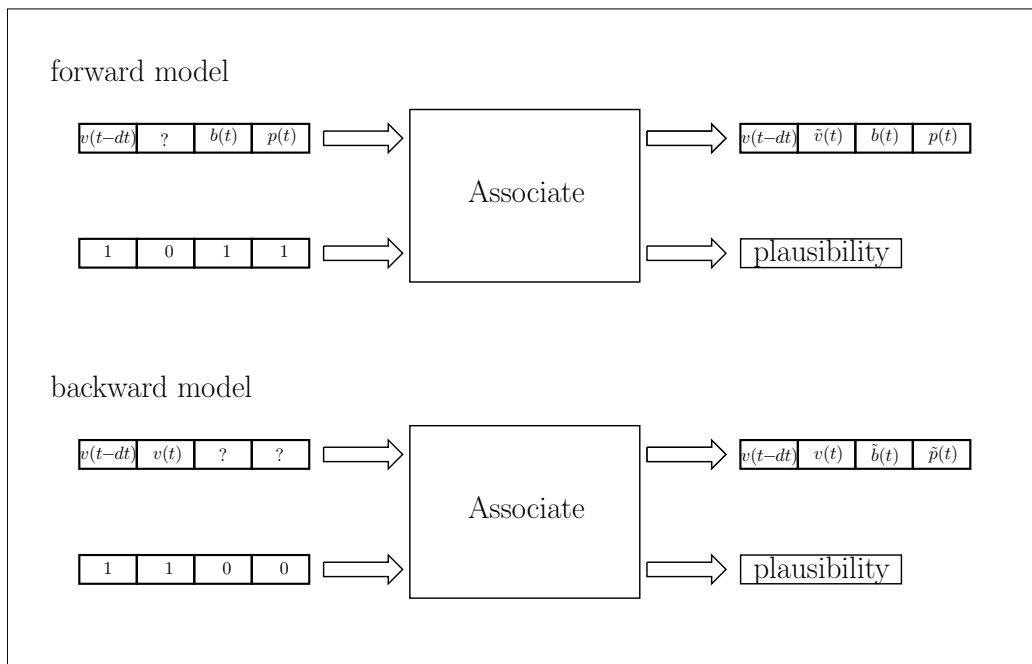 forward model
v(t−dt) ? b(t) p(t)
v(t−dt) ṽ(t) b(t) p(t)
Associate
1 0 1 1
plausibility
backward model
v(t−dt) v(t) ? ?
v(t−dt) v(t) b̃(t) p̃(t)
Associate
1 1 0 0
plausibility